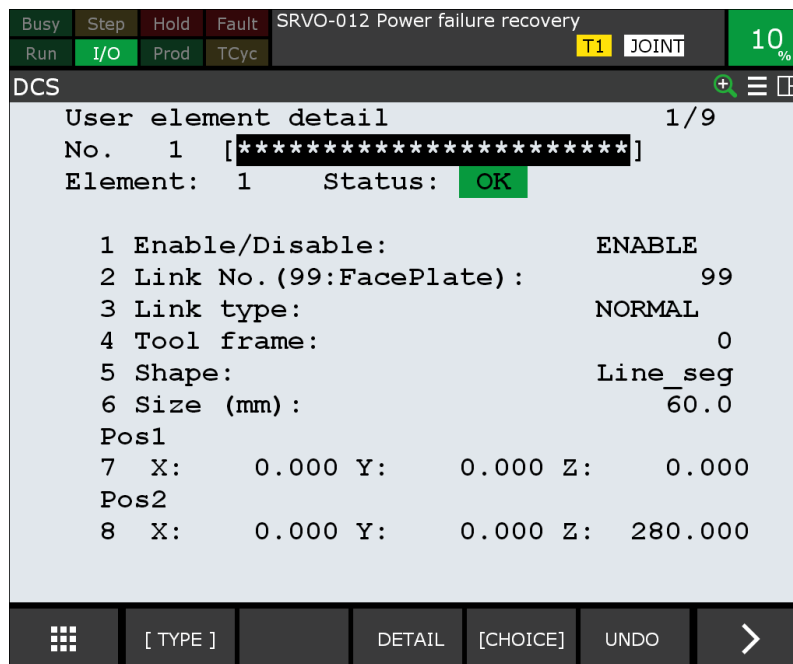 Busy Step Hold Fault SRVO-012 Power failure recovery
Run I/O Prod TCyc T1 JOINT 10%
DCS
User element detail 1/9
No. 1 [***********************]
Element: 1 Status: OK
1 Enable/Disable: ENABLE
2 Link No.(99:FacePlate): 99
3 Link type: NORMAL
4 Tool frame: 0
5 Shape: Line_seg
6 Size (mm): 60.0
Pos1
7 X: 0.000 Y: 0.000 Z: 0.000
Pos2
8 X: 0.000 Y: 0.000 Z: 280.000
[ TYPE ] DETAIL [CHOICE] UNDO